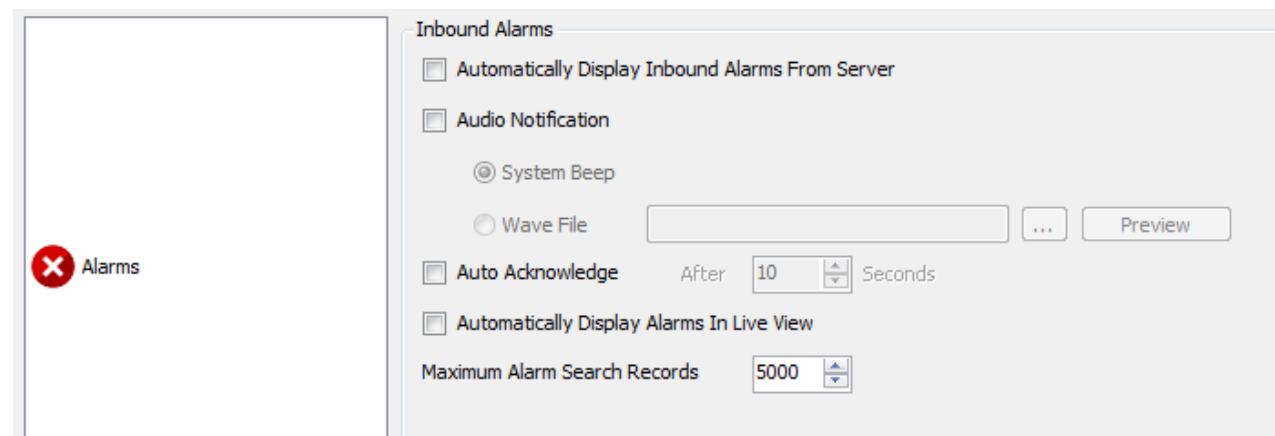 Inbound Alarms
Automatically Display Inbound Alarms From Server
Audio Notification
System Beep
Wave File ... Preview
Alarms
Auto Acknowledge After 10 Seconds
Automatically Display Alarms In Live View
Maximum Alarm Search Records 5000